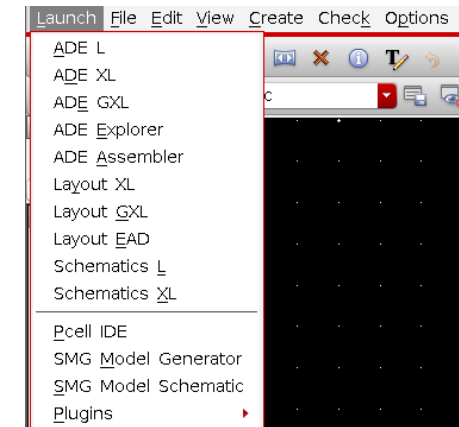 Launch File Edit View Create Check Options
ADE L
ADE XL
c
ADE GXL
ADE Explorer
ADE Assembler
Layout XL
Layout GXL
Layout EAD
Schematics L
Schematics XL
Pcell IDE
SMG Model Generator
SMG Model Schematic
Plugins